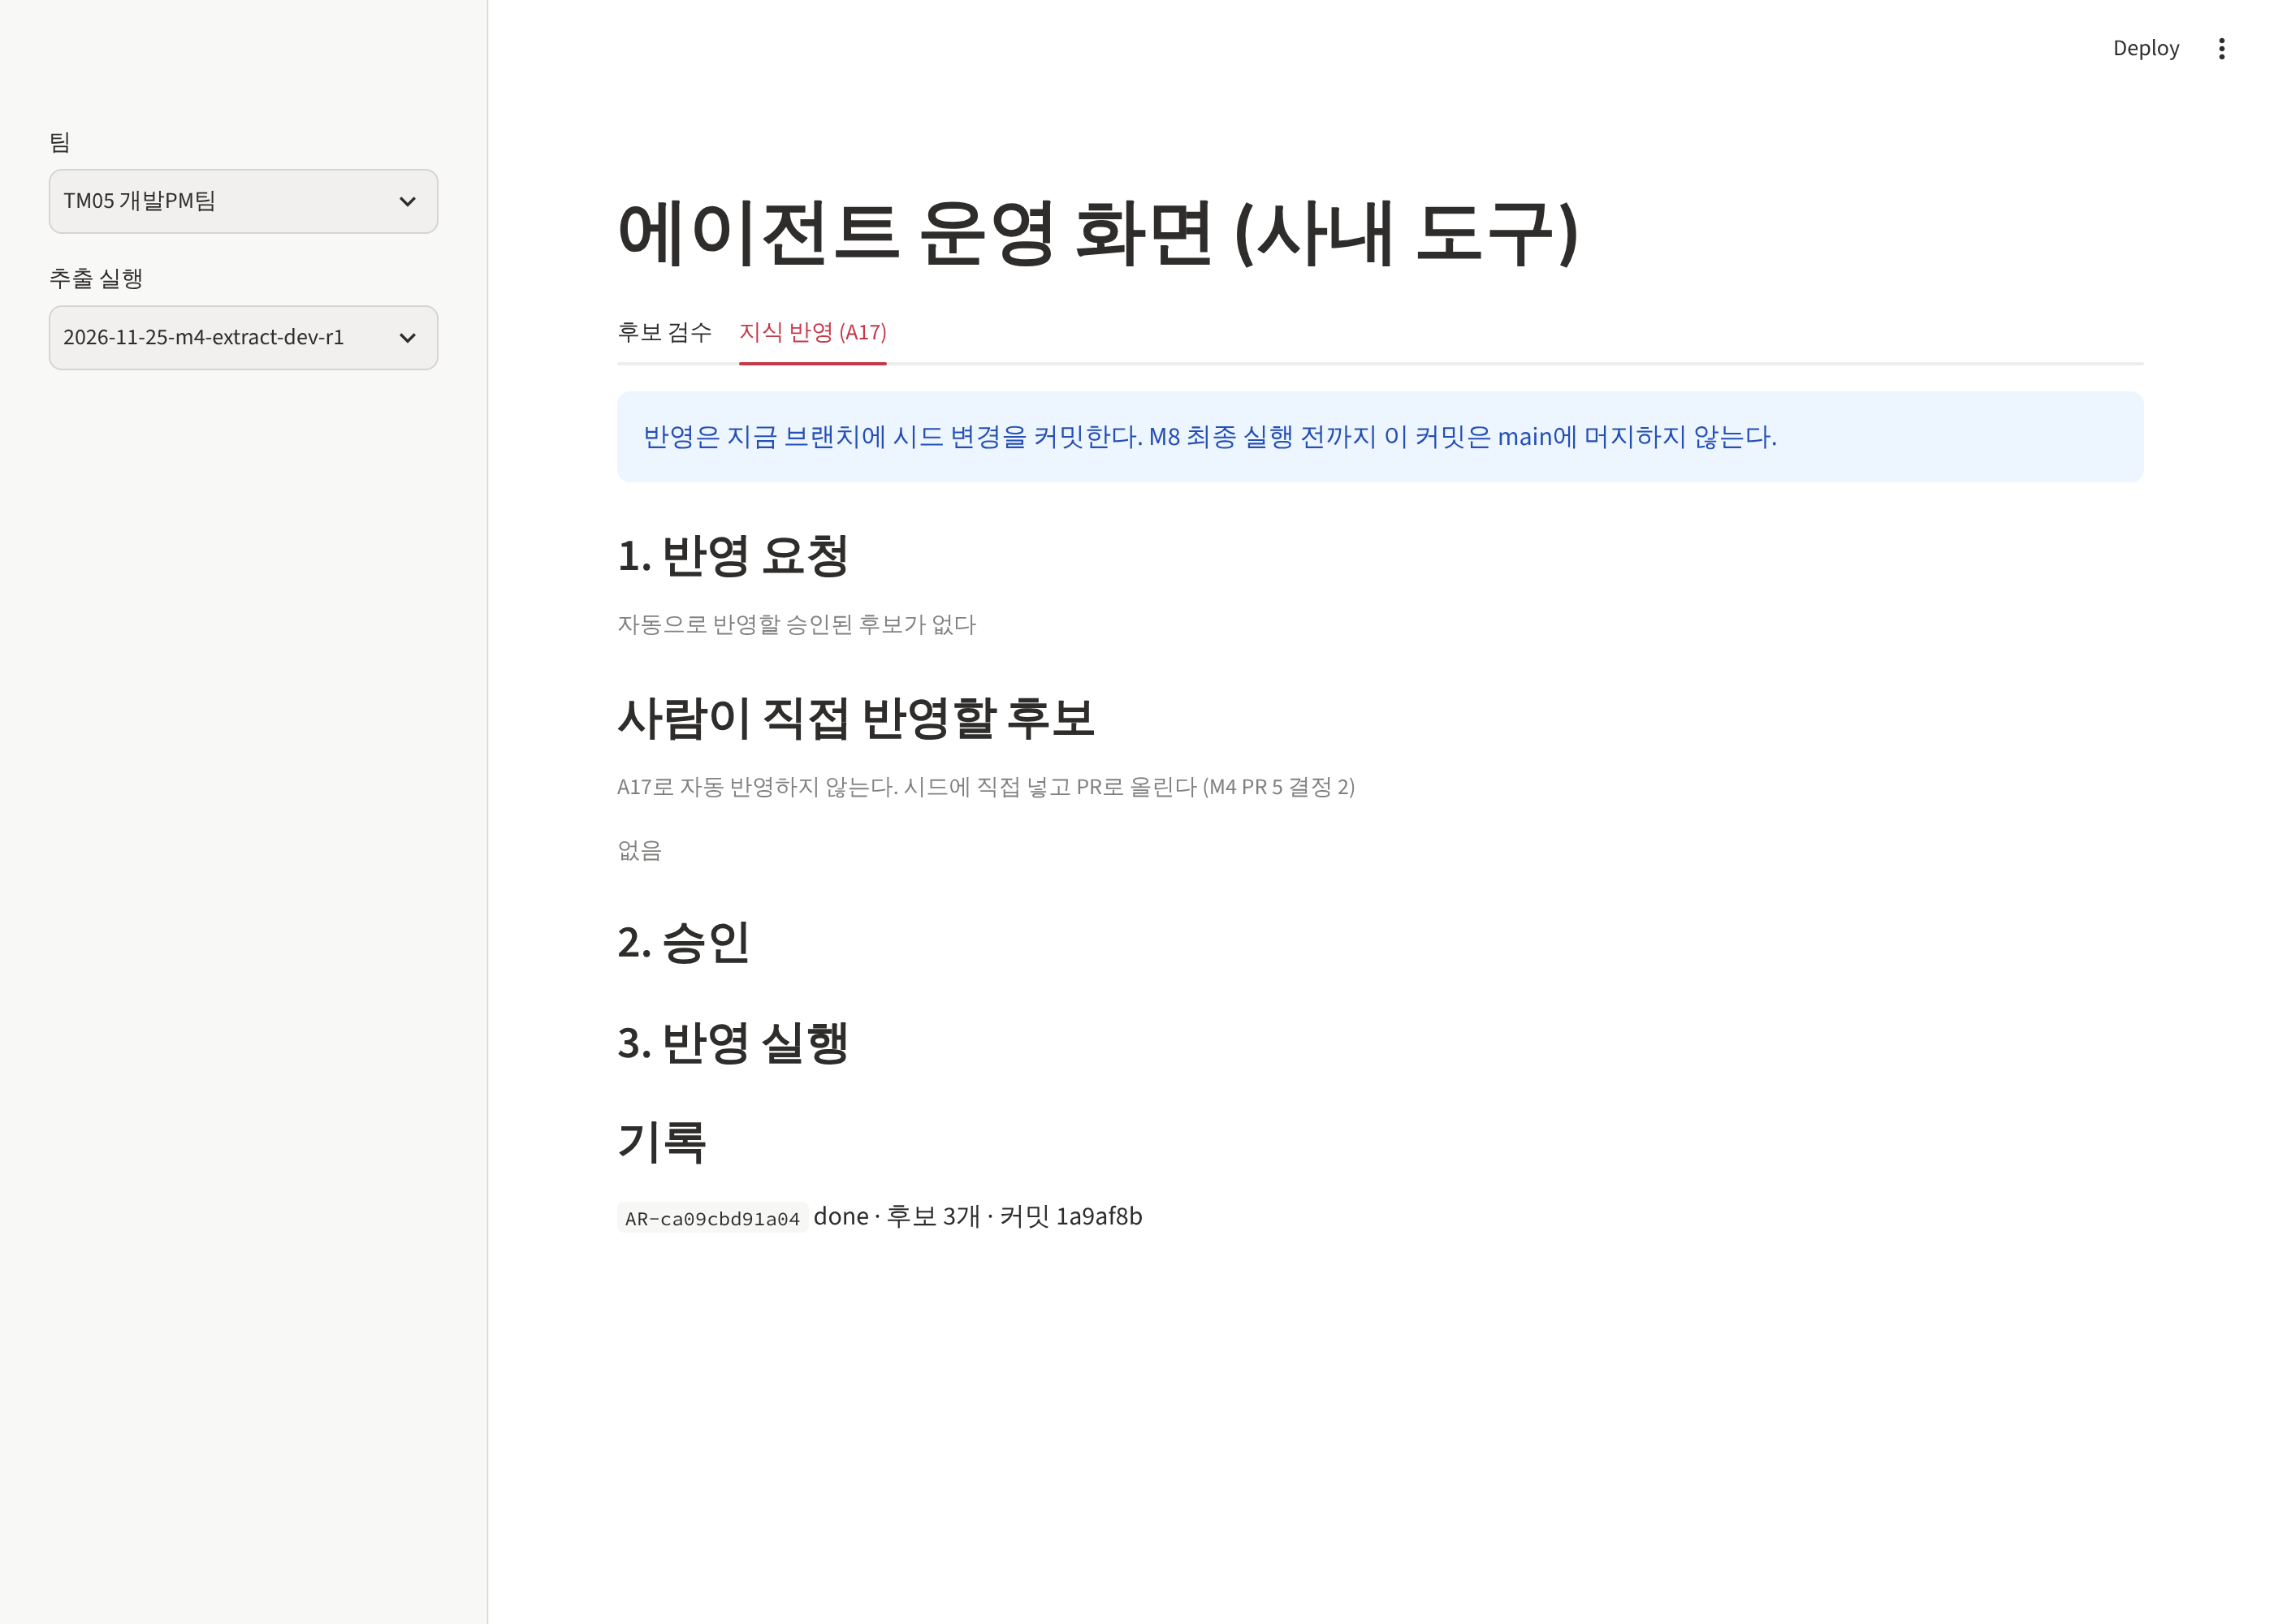 Deploy
팀
TM05 개발PM팀
추출 실행
2026-11-25-m4-extract-dev-r1
에이전트 운영 화면 (사내 도구)
후보 검수
지식 반영 (A17)
반영은 지금 브랜치에 시드 변경을 커밋한다. M8 최종 실행 전까지 이 커밋은 main에 머지하지 않는다.
1. 반영 요청
자동으로 반영할 승인된 후보가 없다
사람이 직접 반영할 후보
A17로 자동 반영하지 않는다. 시드에 직접 넣고 PR로 올린다 (M4 PR 5 결정 2)
없음
2. 승인
3. 반영 실행
기록
AR-ca09cbd91a04 done · 후보 3개 · 커밋 1a9af8b